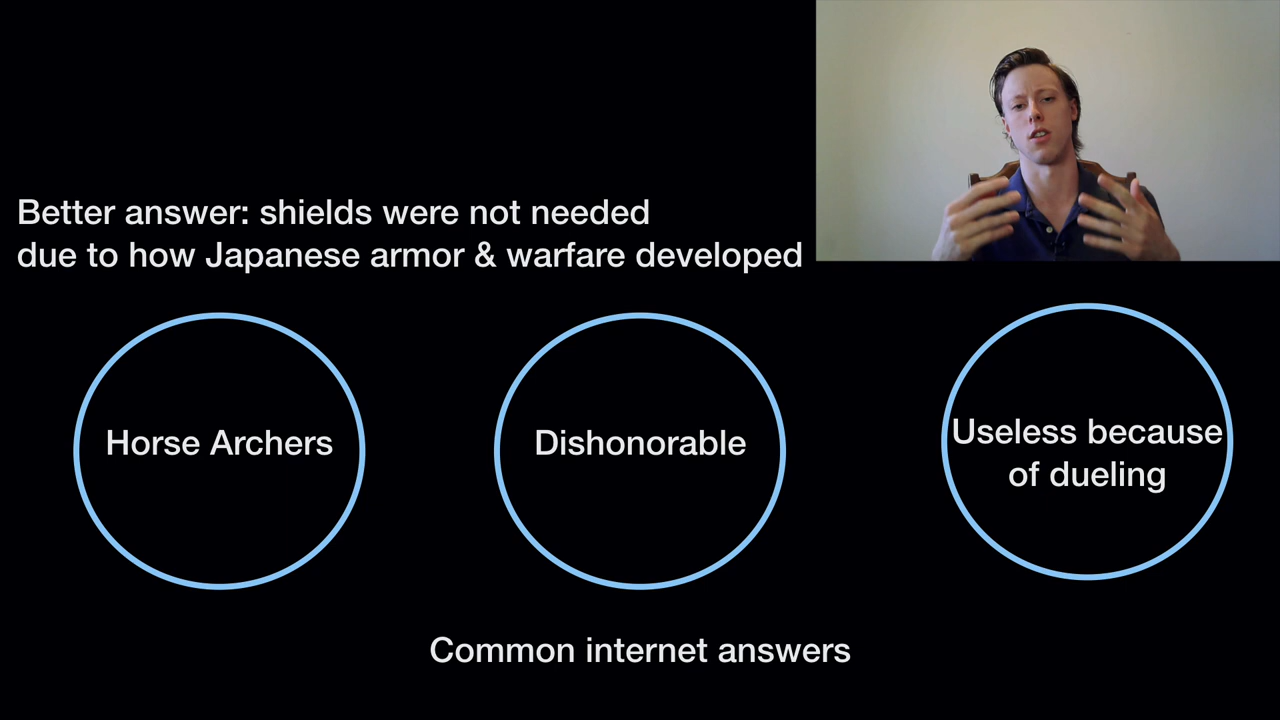 Better answer: shields were not needed
due to how Japanese armor & warfare developed
Horse Archers
Dishonorable
Useless because
of dueling
Common internet answers